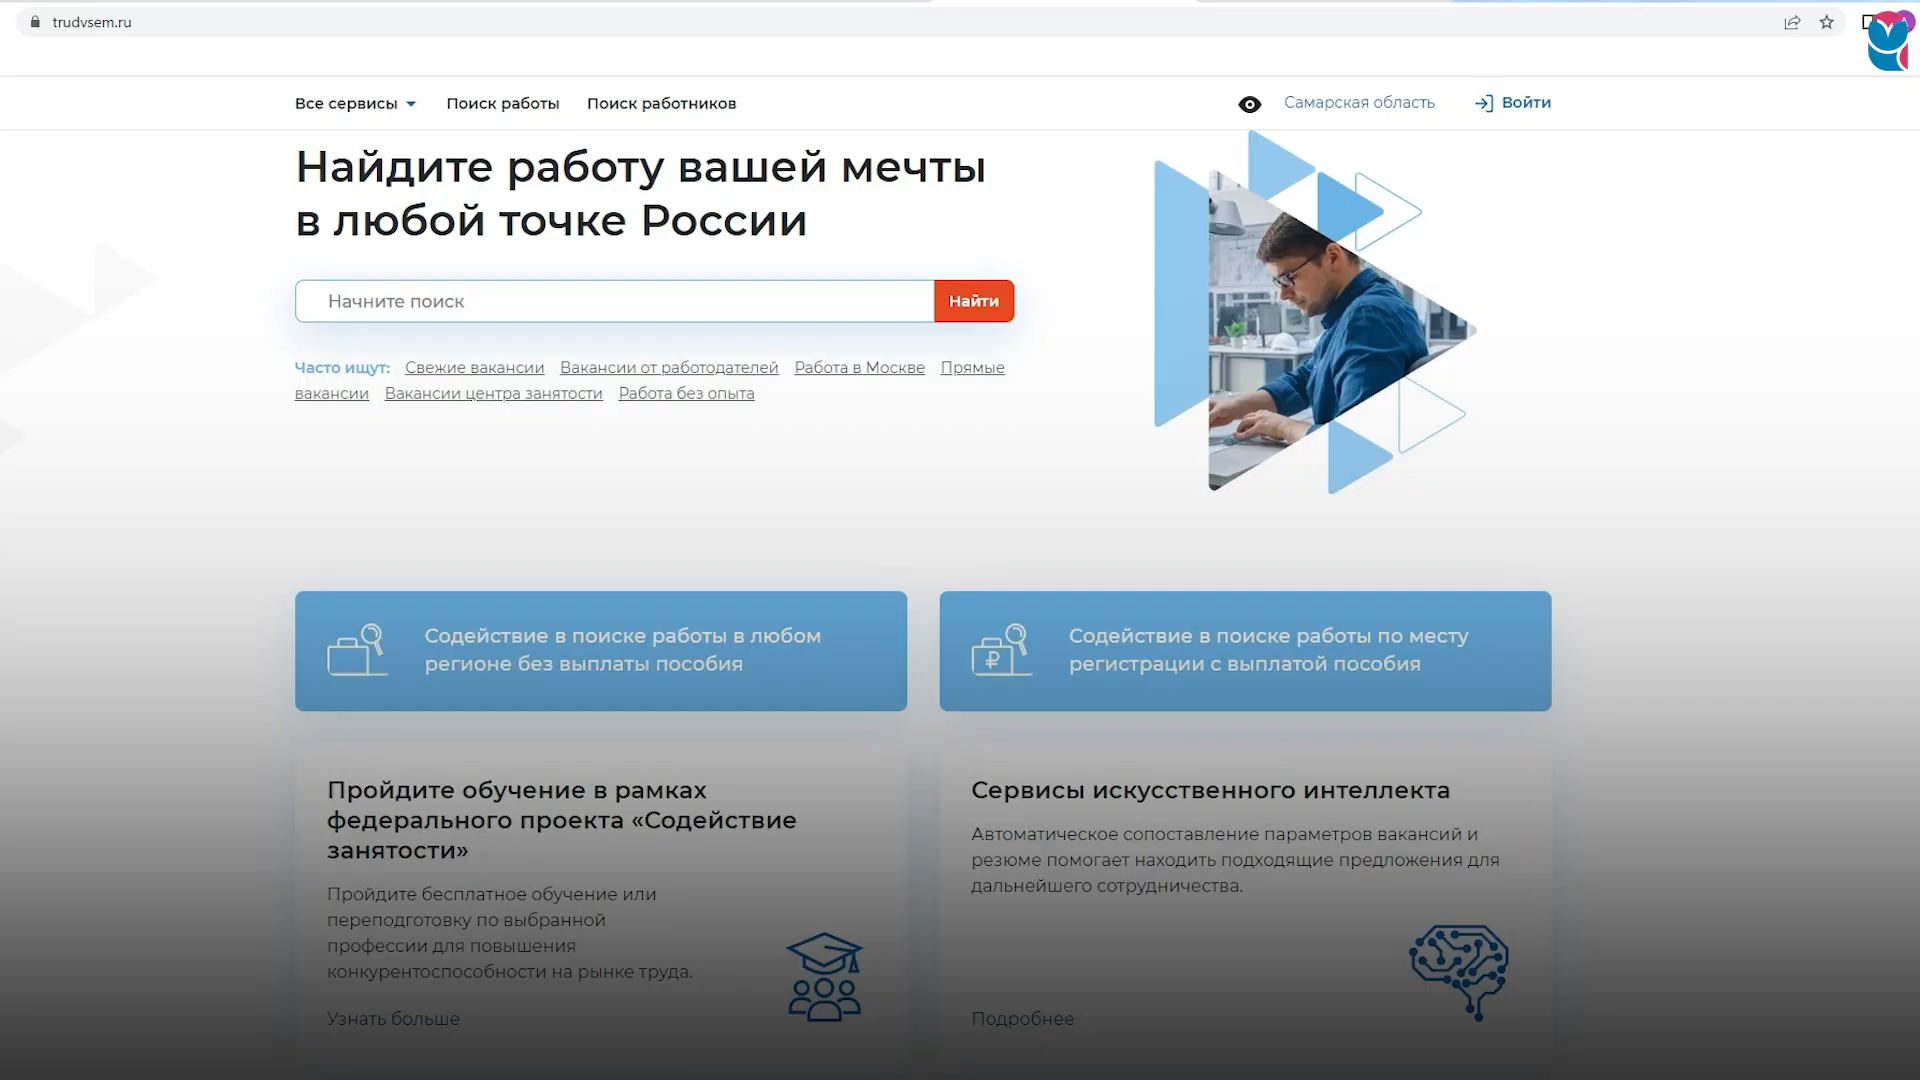 trudvsem.ru
Все сервисы Поиск работы Поиск работников Самарская область Войти
Найдите работу вашей мечты
в любой точке России
Начните поиск Найти
Часто ищут: Свежие вакансии Вакансии от работодателей Работа в Москве Прямые
вакансии Вакансии центра занятости Работа без опыта
Содействие в поиске работы в любом
регионе без выплаты пособия
Содействие в поиске работы по месту
регистрации с выплатой пособия
Пройдите обучение в рамках
федерального проекта «Содействие
занятости»
Пройдите бесплатное обучение или
переподготовку по выбранной
профессии для повышения
конкурентоспособности на рынке труда.
Узнать больше
Сервисы искусственного интеллекта
Автоматическое сопоставление параметров вакансий и
резюме помогает находить подходящие предложения для
дальнейшего сотрудничества.
Подробнее